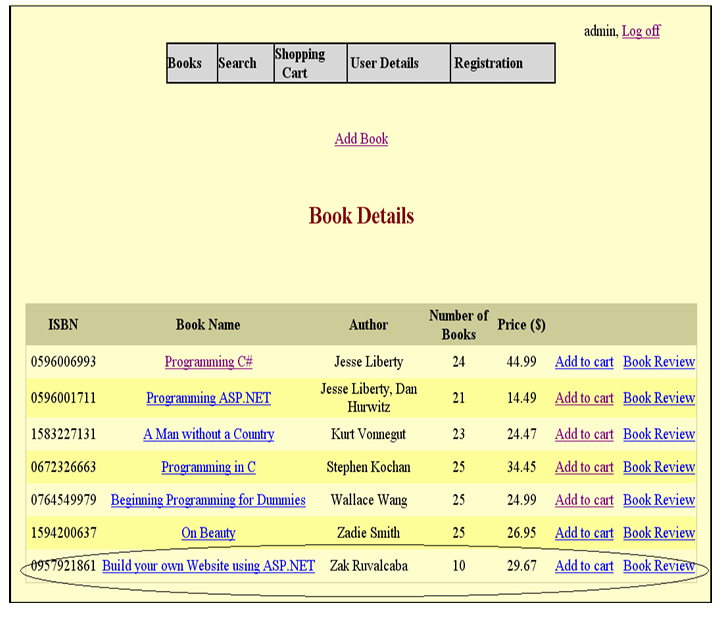 admin, Log off
Books Search Shopping Cart User Details Registration
Add Book
Book Details
ISBN Book Name Author Number of Books Price ($)
0596006993 Programming C# Jesse Liberty 24 44.99 Add to cart Book Review
0596001711 Programming ASP.NET Jesse Liberty, Dan Hurwitz 21 14.49 Add to cart Book Review
1583227131 A Man without a Country Kurt Vonnegut 23 24.47 Add to cart Book Review
0672326663 Programming in C Stephen Kochan 25 34.45 Add to cart Book Review
0764549979 Beginning Programming for Dummies Wallace Wang 25 24.99 Add to cart Book Review
1594200637 On Beauty Zadie Smith 25 26.95 Add to cart Book Review
0957921861 Build your own Website using ASP.NET Zak Ruvalcaba 10 29.67 Add to cart Book Review